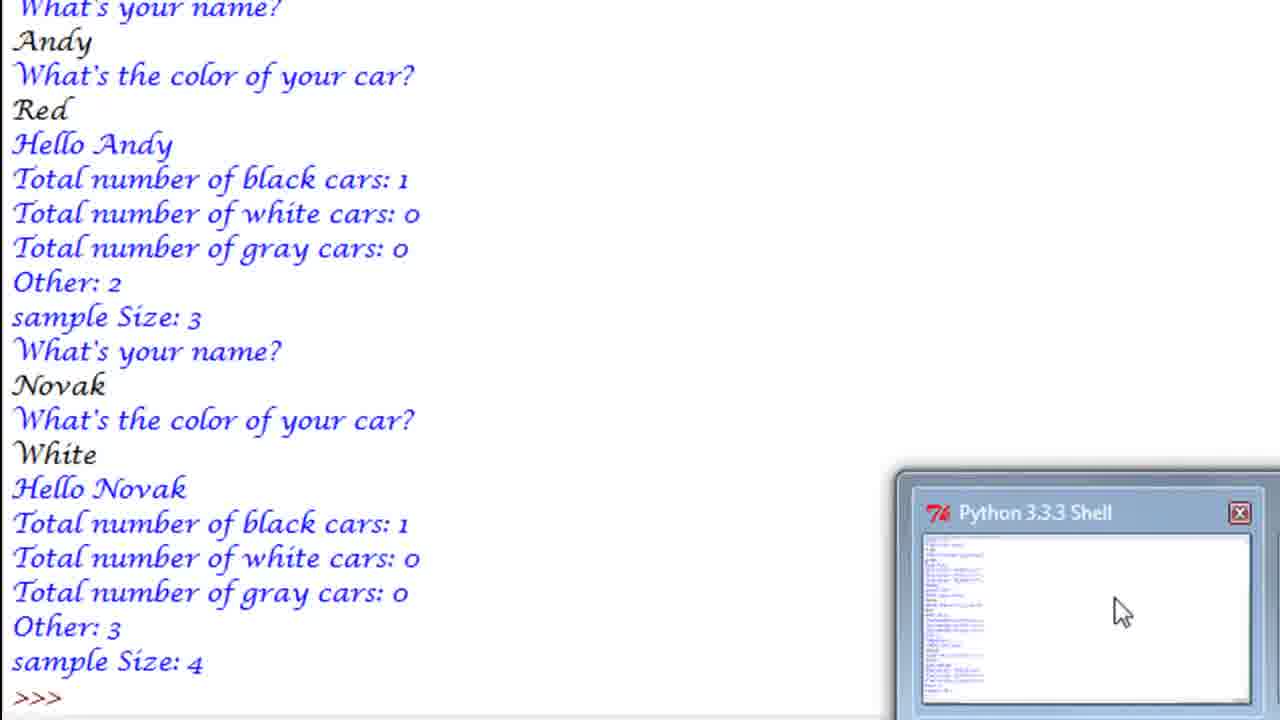 What's your name?
Andy
What's the color of your car?
Red
Hello Andy
Total number of black cars: 1
Total number of white cars: 0
Total number of gray cars: 0
Other: 2
sample Size: 3
What's your name?
Novak
What's the color of your car?
White
Hello Novak
Total number of black cars: 1
Total number of white cars: 0
Total number of gray cars: 0
Other: 3
sample Size: 4
>>>
Python 3.3.3 Shell